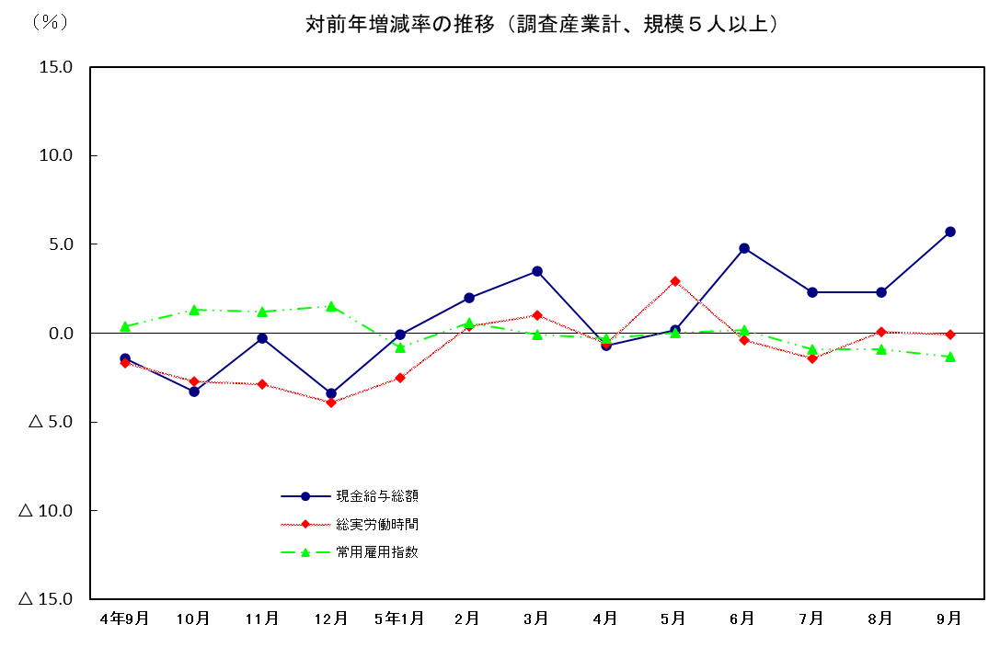 （％）
対前年増減率の推移（調査産業計、規模５人以上）
15.0
10.0
5.0
0.0
△ 5.0
△ 10.0
△ 15.0
現金給与総額
総実労働時間
常用雇用指数
4年9月 10月 11月 12月 5年1月 2月 3月 4月 5月 6月 7月 8月 9月